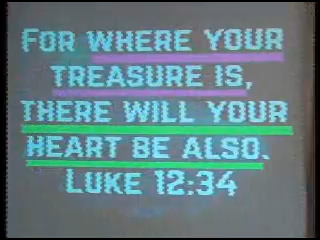 FOR WHERE YOUR
TREASURE IS,
THERE WILL YOUR
HEART BE ALSO.
LUKE 12:34